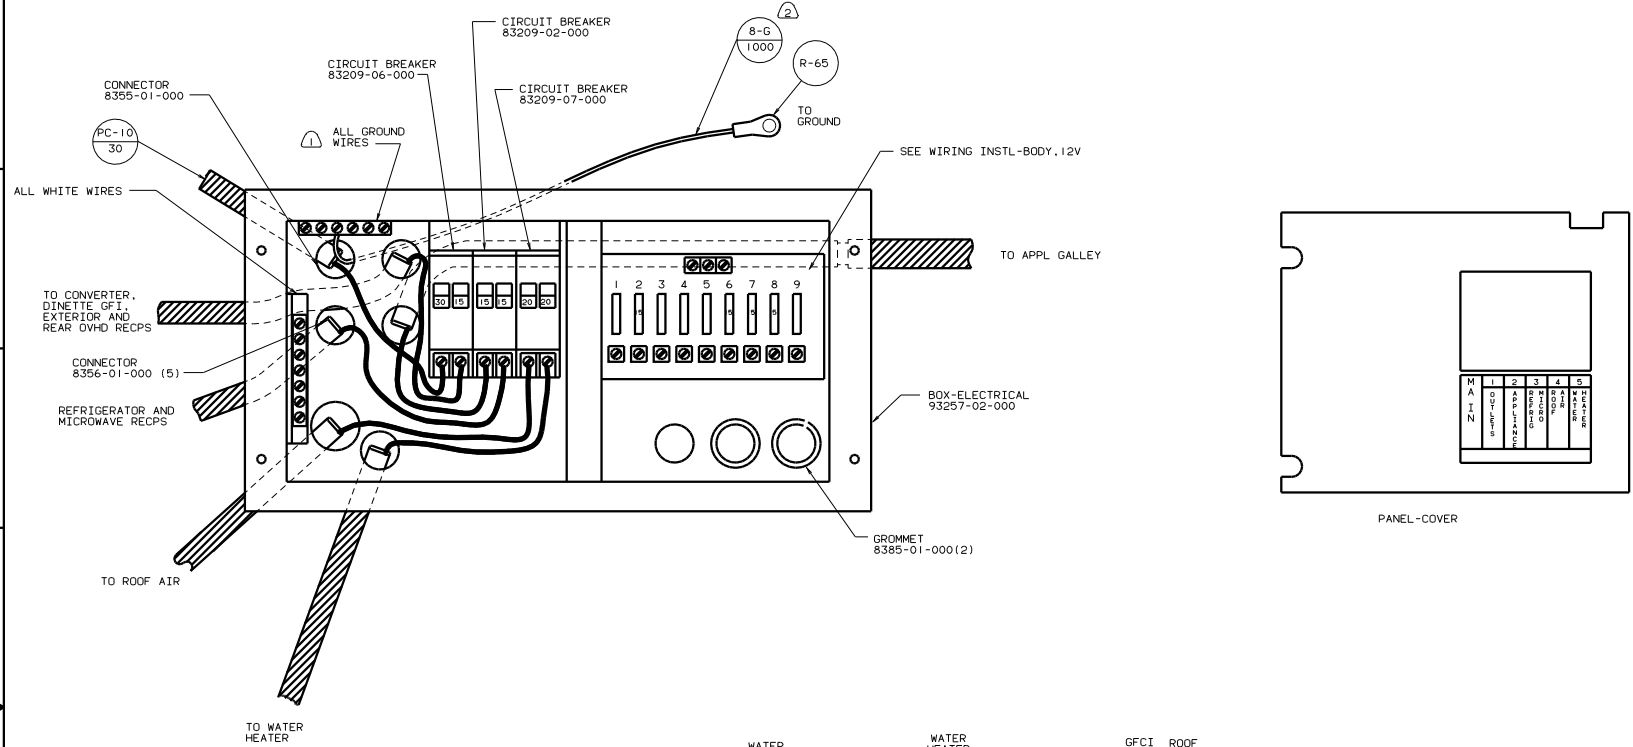 CIRCUIT BREAKER
83209-02-000
2
8-G
1000
R-65
CIRCUIT BREAKER
83209-06-000
CIRCUIT BREAKER
83209-07-000
CONNECTOR
8355-01-000
TO
GROUND
PC-10
30
1
ALL GROUND
WIRES
SEE WIRING INSTL-BODY,12V
ALL WHITE WIRES
TO APPL GALLEY
TO CONVERTER,
DINETTE GFI,
EXTERIOR AND
REAR OVHD RECPS
30 15 15 15 20 20
1 2 3 4 5 6 7 8 9
15 15 15 15
CONNECTOR
8356-01-000 (5)
REFRIGERATOR AND
MICROWAVE RECPS
BOX-ELECTRICAL
93257-02-000
MAIN
1 2 3 4 5
OUTLETS
APPLIANCE
REFRIG
MICRO
ROOF
AIR
WATER
HEATER
PANEL-COVER
GROMMET
8385-01-000(2)
TO ROOF AIR
TO WATER
HEATER
WATER
WATER
HEATER
GFCI ROOF